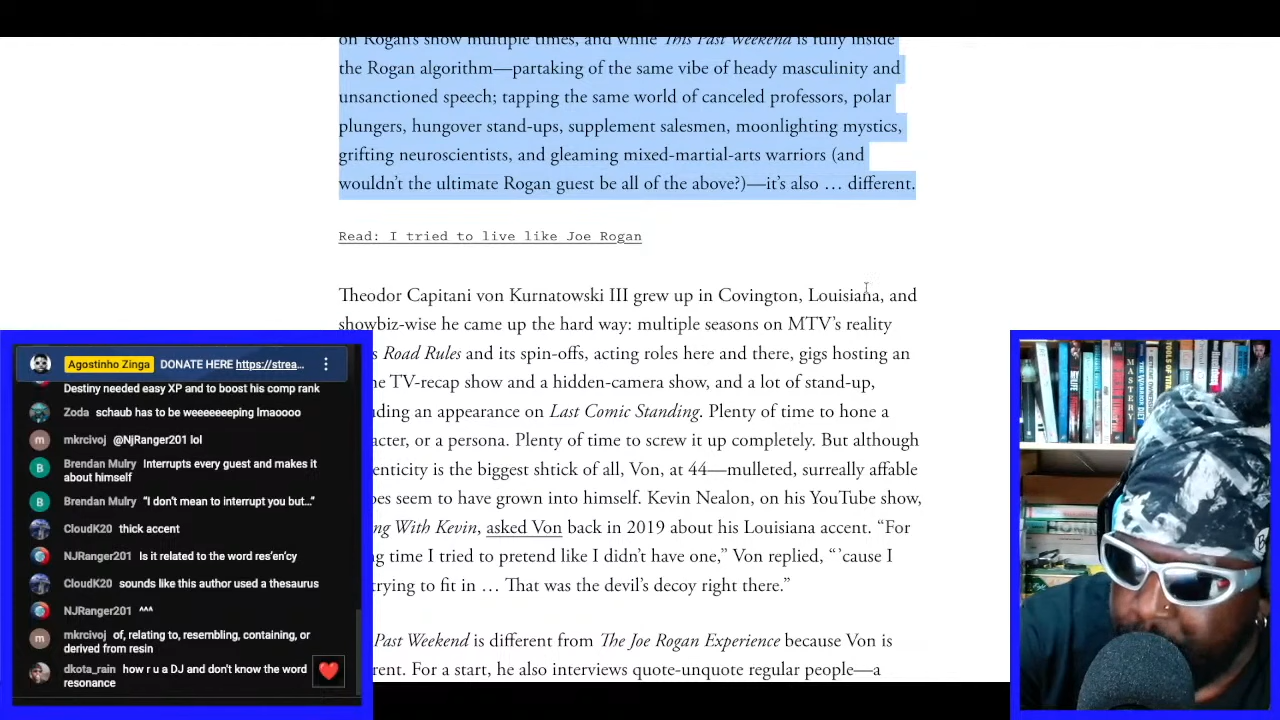 on Rogan's show multiple times, and while This Past Weekend is fully inside
the Rogan algorithm—partaking of the same vibe of heady masculinity and
unsanctioned speech; tapping the same world of canceled professors, polar
plungers, hungover stand-ups, supplement salesmen, moonlighting mystics,
grifting neuroscientists, and gleaming mixed-martial-arts warriors (and
wouldn't the ultimate Rogan guest be all of the above?)—it's also … different.
Read: I tried to live like Joe Rogan
Theodor Capitani von Kurnatowski III grew up in Covington, Louisiana, and
showbiz-wise he came up the hard way: multiple seasons on MTV's reality
Road Rules and its spin-offs, acting roles here and there, gigs hosting an
TV-recap show and a hidden-camera show, and a lot of stand-up,
an appearance on Last Comic Standing. Plenty of time to hone a
or a persona. Plenty of time to screw it up completely. But although
is the biggest shtick of all, Von, at 44—mulleted, surreally affable
seem to have grown into himself. Kevin Nealon, on his YouTube show,
With Kevin, asked Von back in 2019 about his Louisiana accent. “For
time I tried to pretend like I didn't have one,” Von replied, “ 'cause I
trying to fit in … That was the devil's decoy right there.”
Past Weekend is different from The Joe Rogan Experience because Von is
For a start, he also interviews quote-unquote regular people—a
Agostinho Zinga DONATE HERE https://strea...
Destiny needed easy XP and to boost his comp rank
Zoda schaub has to be weeeeeeeping lmaoooo
mkrcivoj @NjRanger201 lol
Brendan Mulry Interrupts every guest and makes it
about himself
Brendan Mulry “I don't mean to interrupt you but...”
CloudK20 thick accent
NJRanger201 Is it related to the word res'en'cy
CloudK20 sounds like this author used a thesaurus
NJRanger201 ^^^
mkrcivoj of, relating to, resembling, containing, or
derived from resin
dkota_rain how r u a DJ and don't know the word
resonance
MASTERY